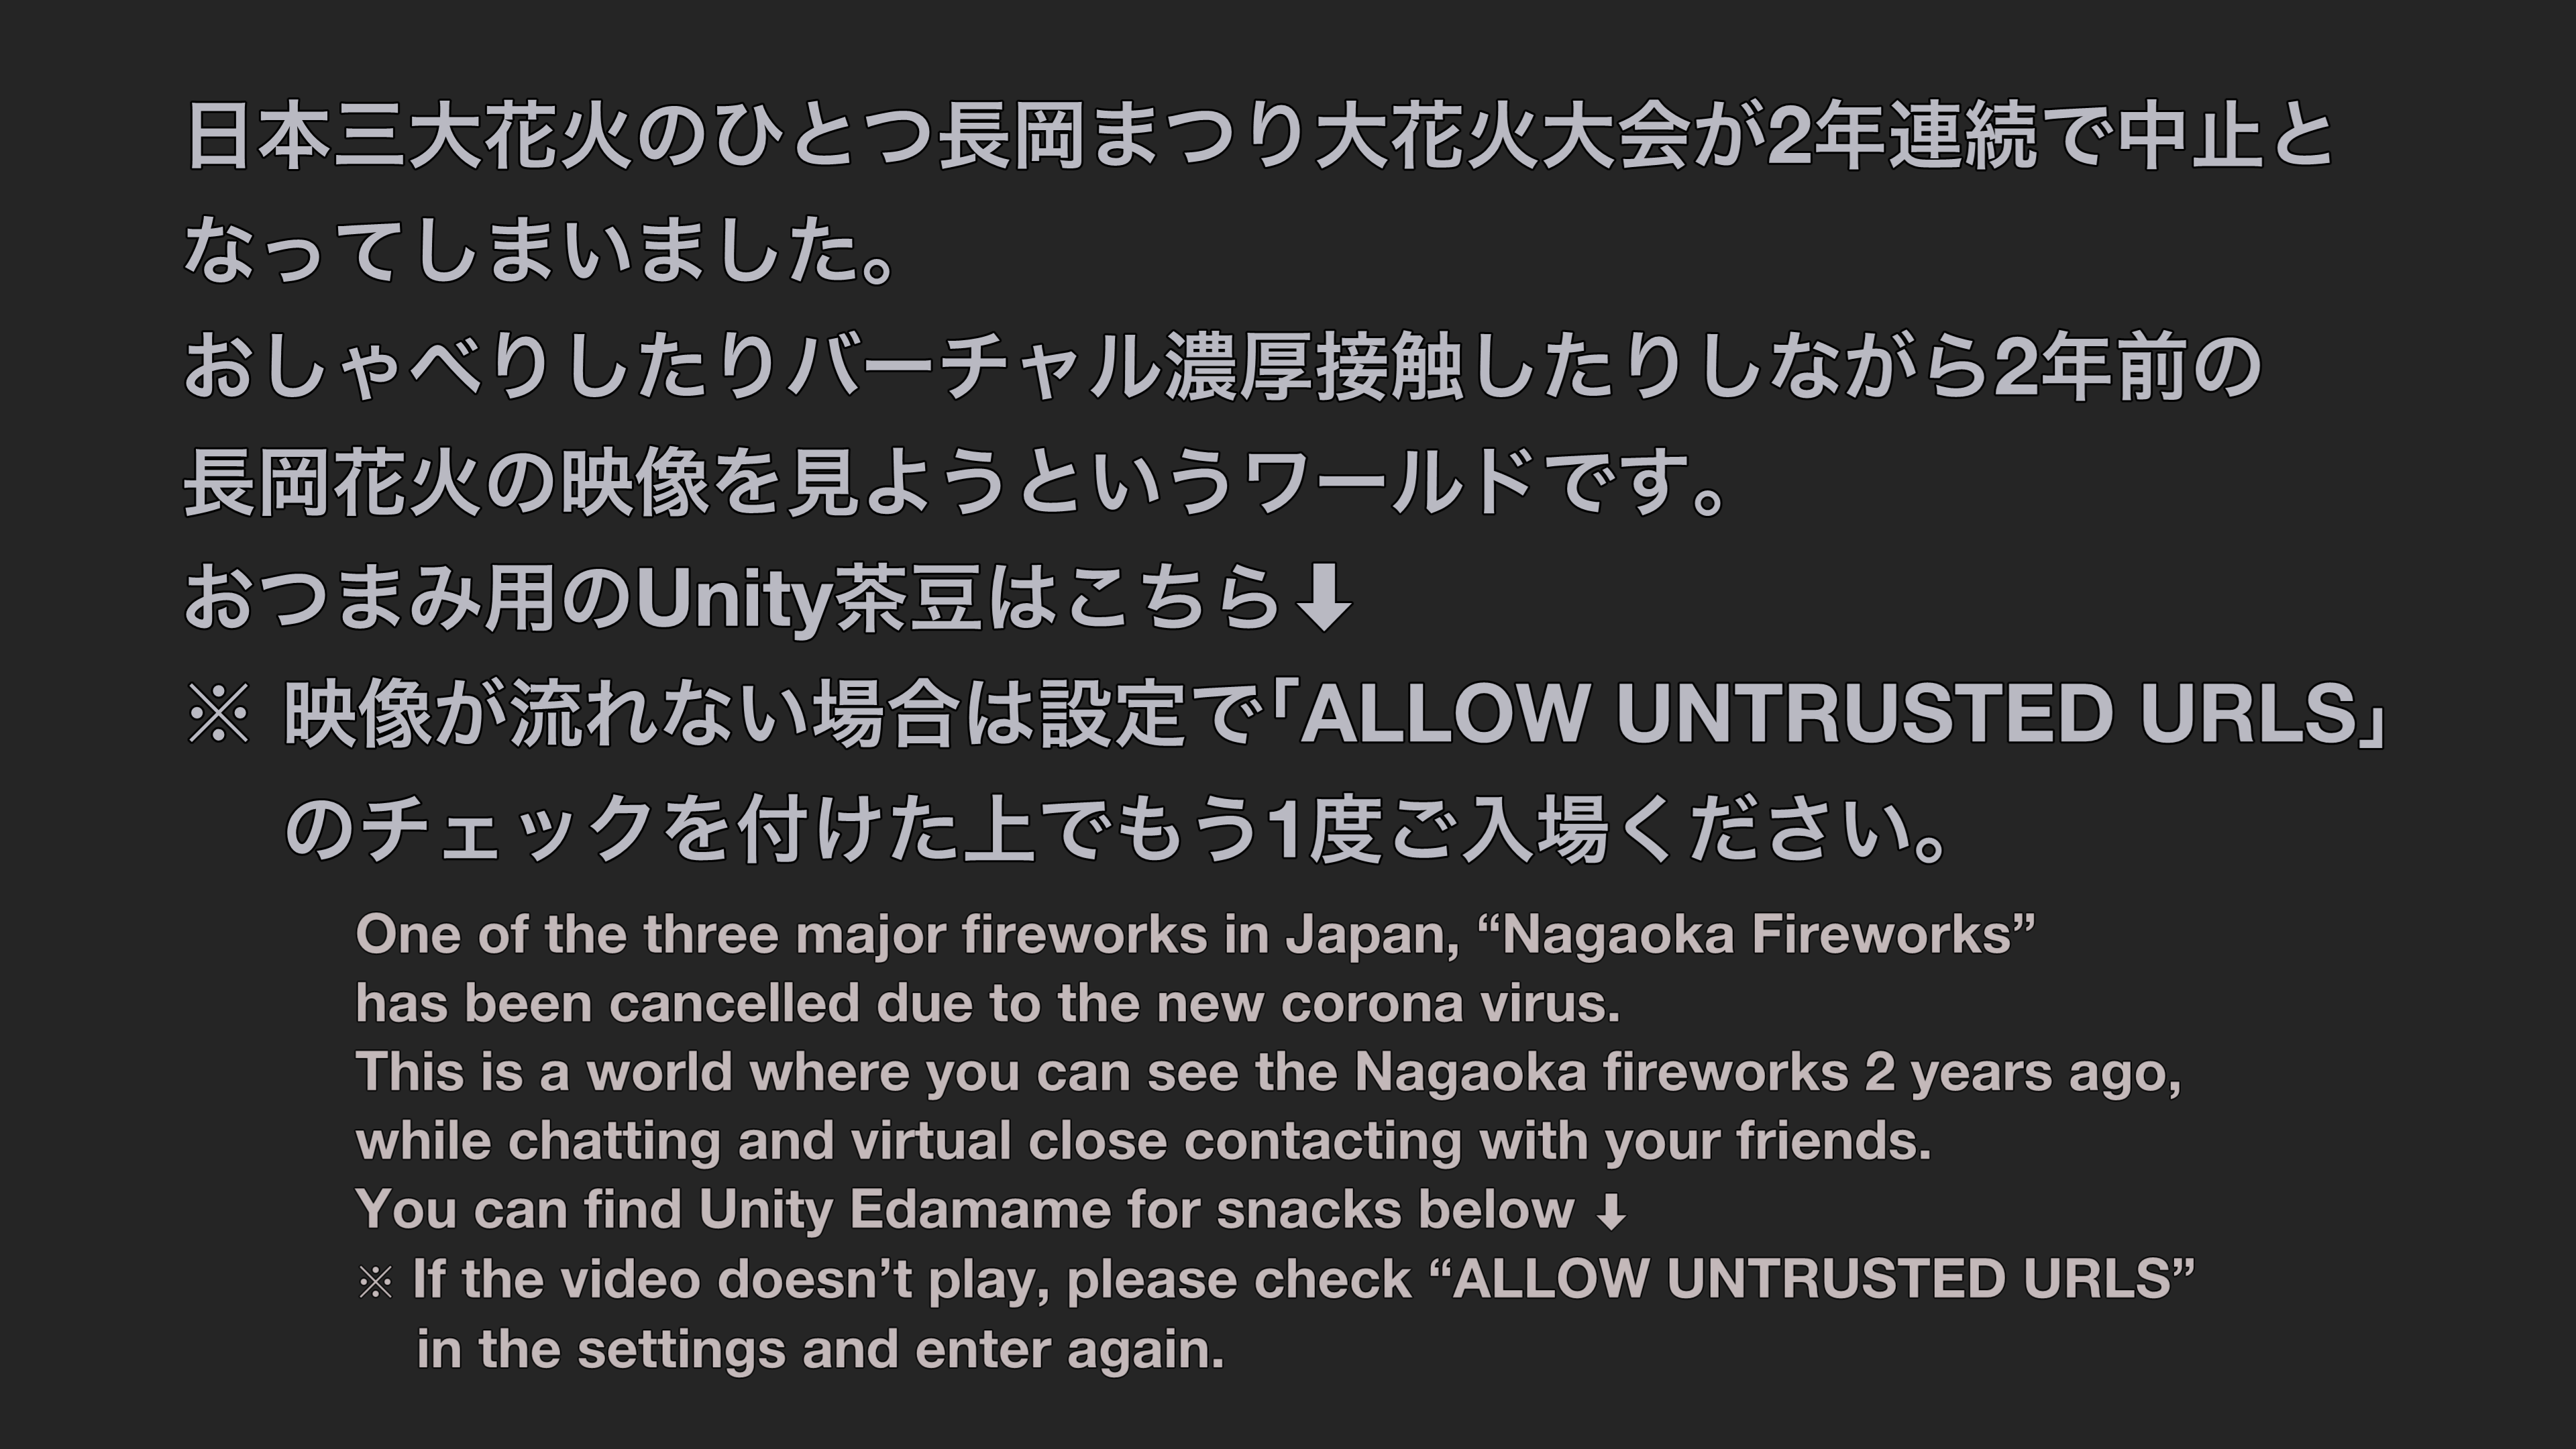 日本三大花火のひとつ長岡まつり大花火大会が2年連続で中止と
なってしまいました。
おしゃべりしたりバーチャル濃厚接触したりしながら2年前の
長岡花火の映像を見ようというワールドです。
おつまみ用のUnity茶豆はこちら⬇
※ 映像が流れない場合は設定で「ALLOW UNTRUSTED URLS」
のチェックを付けた上でもう1度ご入場ください。
One of the three major fireworks in Japan, “Nagaoka Fireworks”
has been cancelled due to the new corona virus.
This is a world where you can see the Nagaoka fireworks 2 years ago,
while chatting and virtual close contacting with your friends.
You can find Unity Edamame for snacks below ⬇
※ If the video doesn’t play, please check “ALLOW UNTRUSTED URLS”
in the settings and enter again.